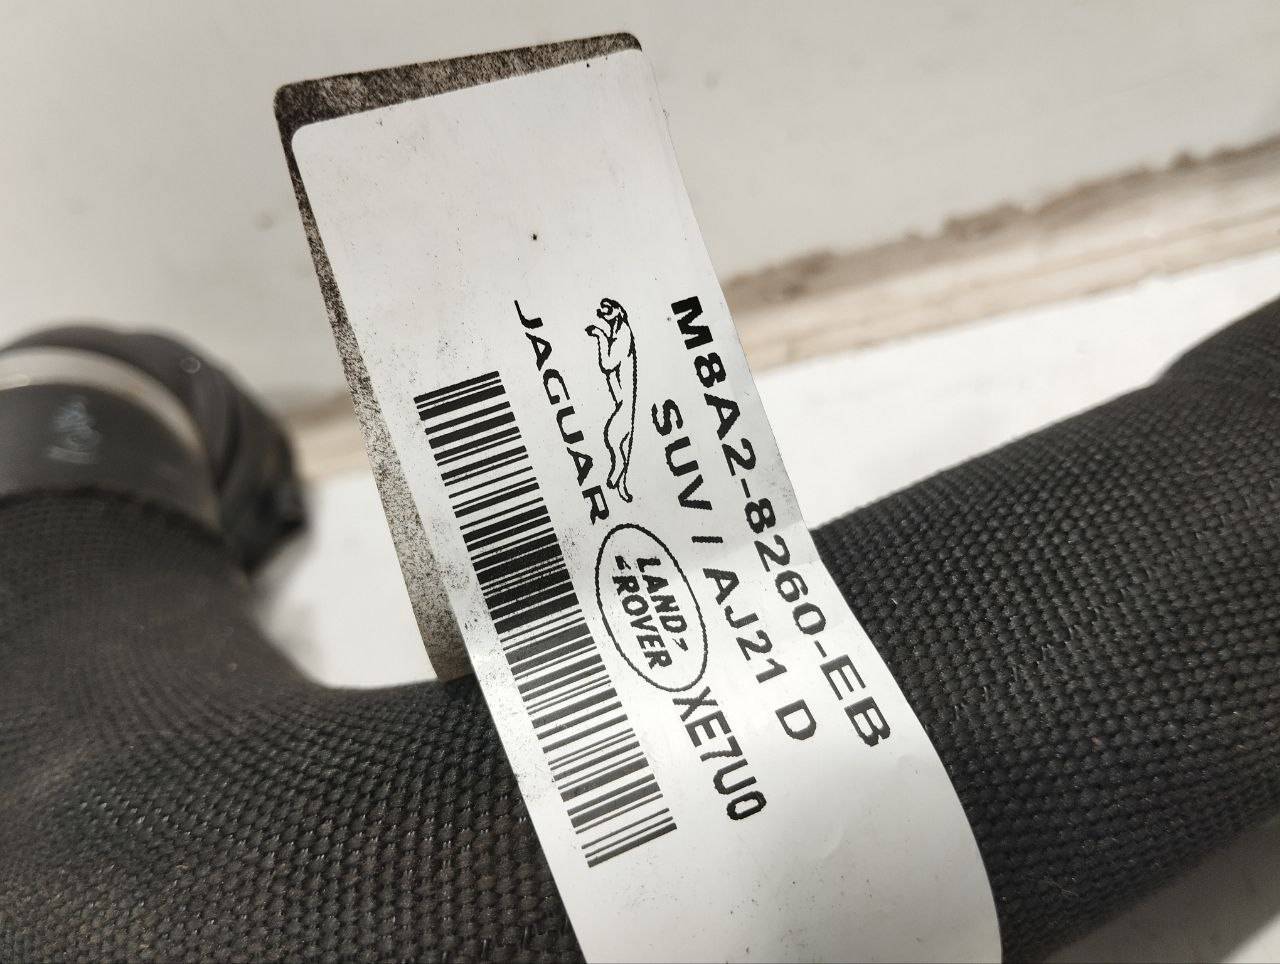 M8A2-8260-EB
SUV / AJ21 D
JAGUAR
LAND
ROVER
XE7U0